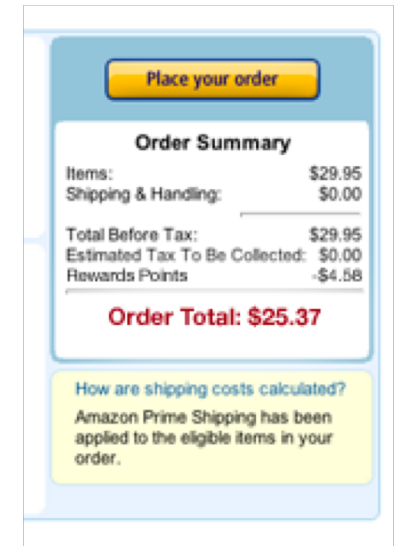 Place your order
Order Summary
Items: $29.95
Shipping & Handling: $0.00
Total Before Tax: $29.95
Estimated Tax To Be Collected: $0.00
Rewards Points -$4.58
Order Total: $25.37
How are shipping costs calculated?
Amazon Prime Shipping has been
applied to the eligible items in your
order.